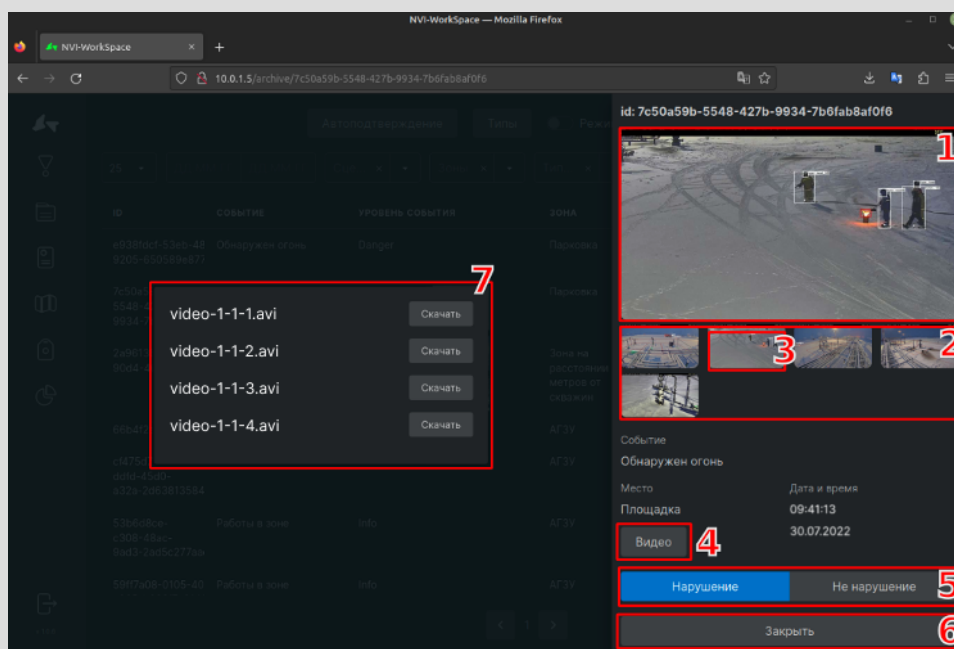 NVI-WorkSpace — Mozilla Firefox
NVI-WorkSpace
10.0.1.5/archive/7c50a59b-5548-427b-9934-7b6fab8af0f6
id: 7c50a59b-5548-427b-9934-7b6fab8af0f6
Автоподтверждение
Типы
Режи
25
ID
СОБЫТИЕ
УРОВЕНЬ СОБЫТИЯ
ЗОНА
Обнаружен огонь
Danger
Парковка
Парковка
Зона на
расстоянии
метров от
скважин
АГЗУ
АГЗУ
Работы в зоне
info
АГЗУ
Работы в зоне
info
АГЗУ
1
7
video-1-1-1.avi
Скачать
video-1-1-2.avi
Скачать
video-1-1-3.avi
Скачать
video-1-1-4.avi
Скачать
1
2
3
Событие
Обнаружен огонь
Место
Дата и время
Площадка
09:41:13
30.07.2022
Видео
4
Нарушение
Не нарушение
5
Закрыть
6